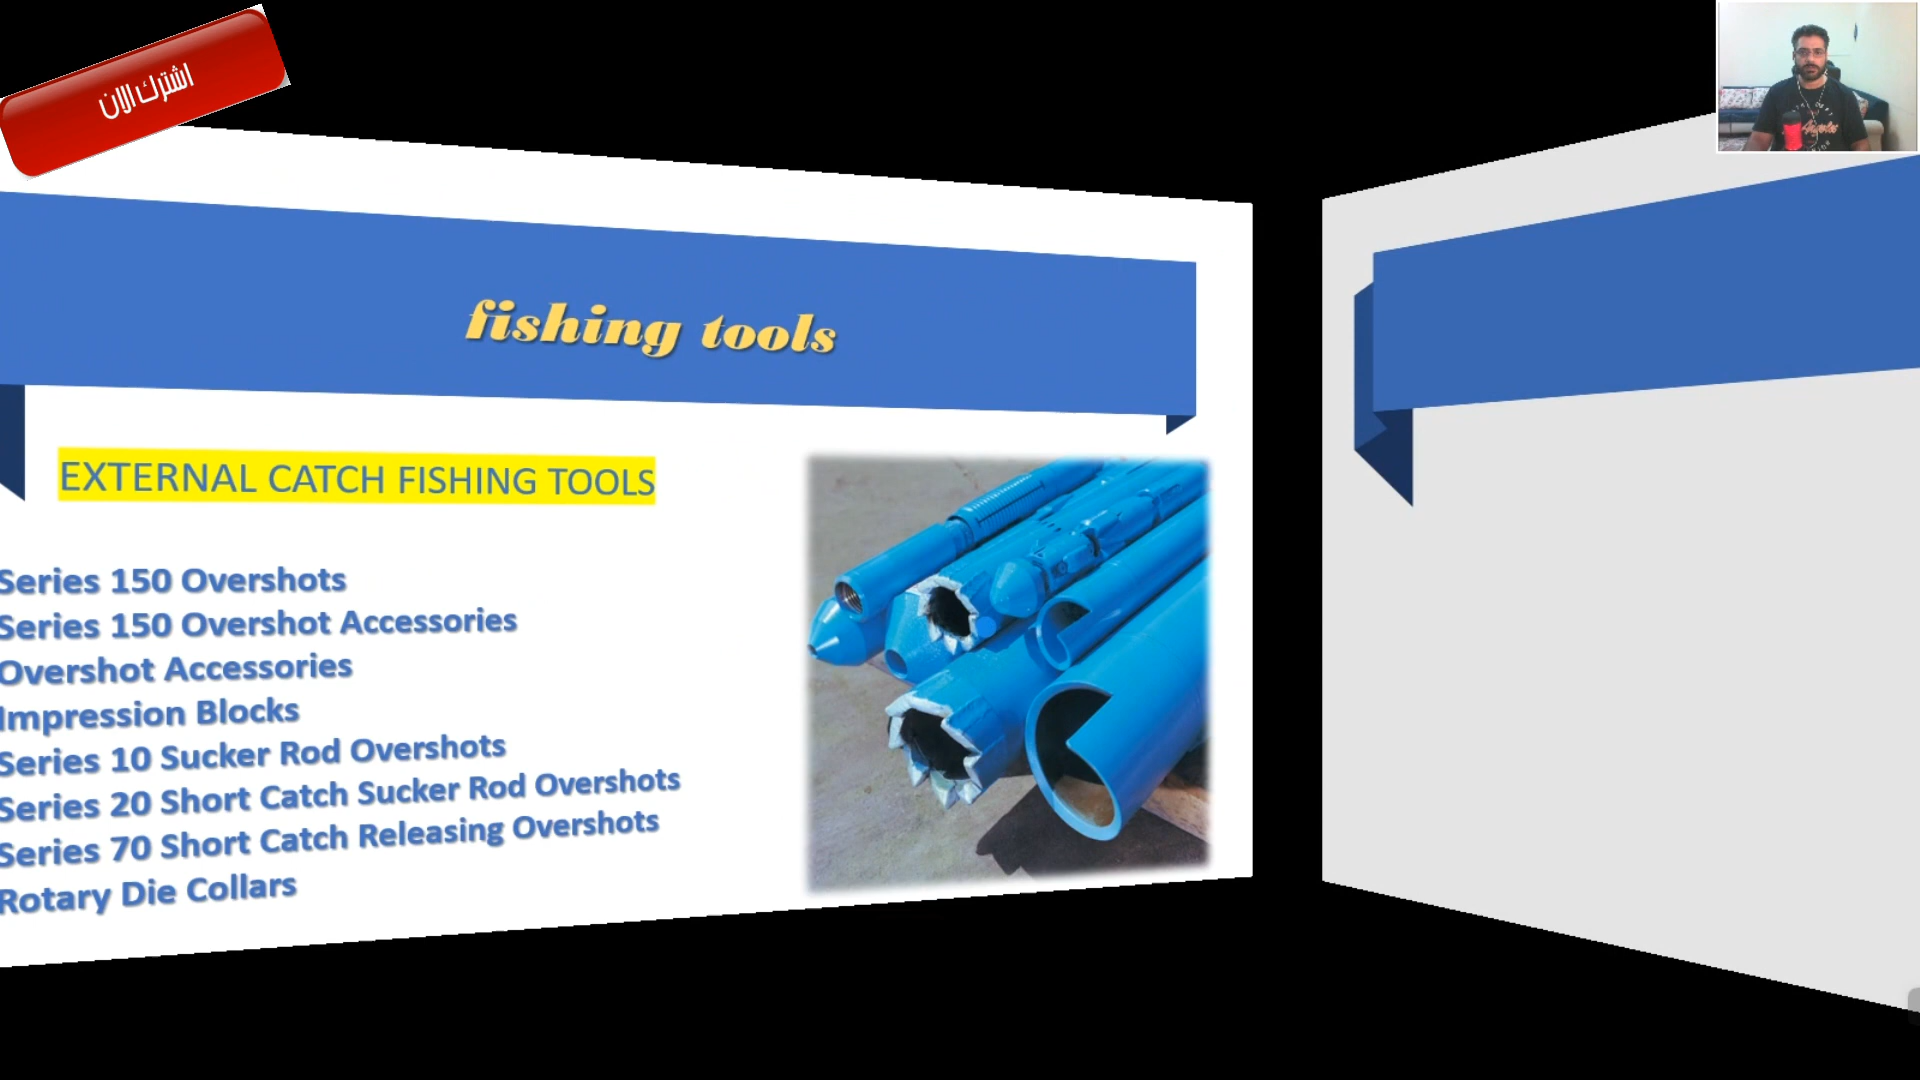 اشترك الان
fishing tools
EXTERNAL CATCH FISHING TOOLS
Series 150 Overshots
Series 150 Overshot Accessories
Overshot Accessories
Impression Blocks
Series 10 Sucker Rod Overshots
Series 20 Short Catch Sucker Rod Overshots
Series 70 Short Catch Releasing Overshots
Rotary Die Collars